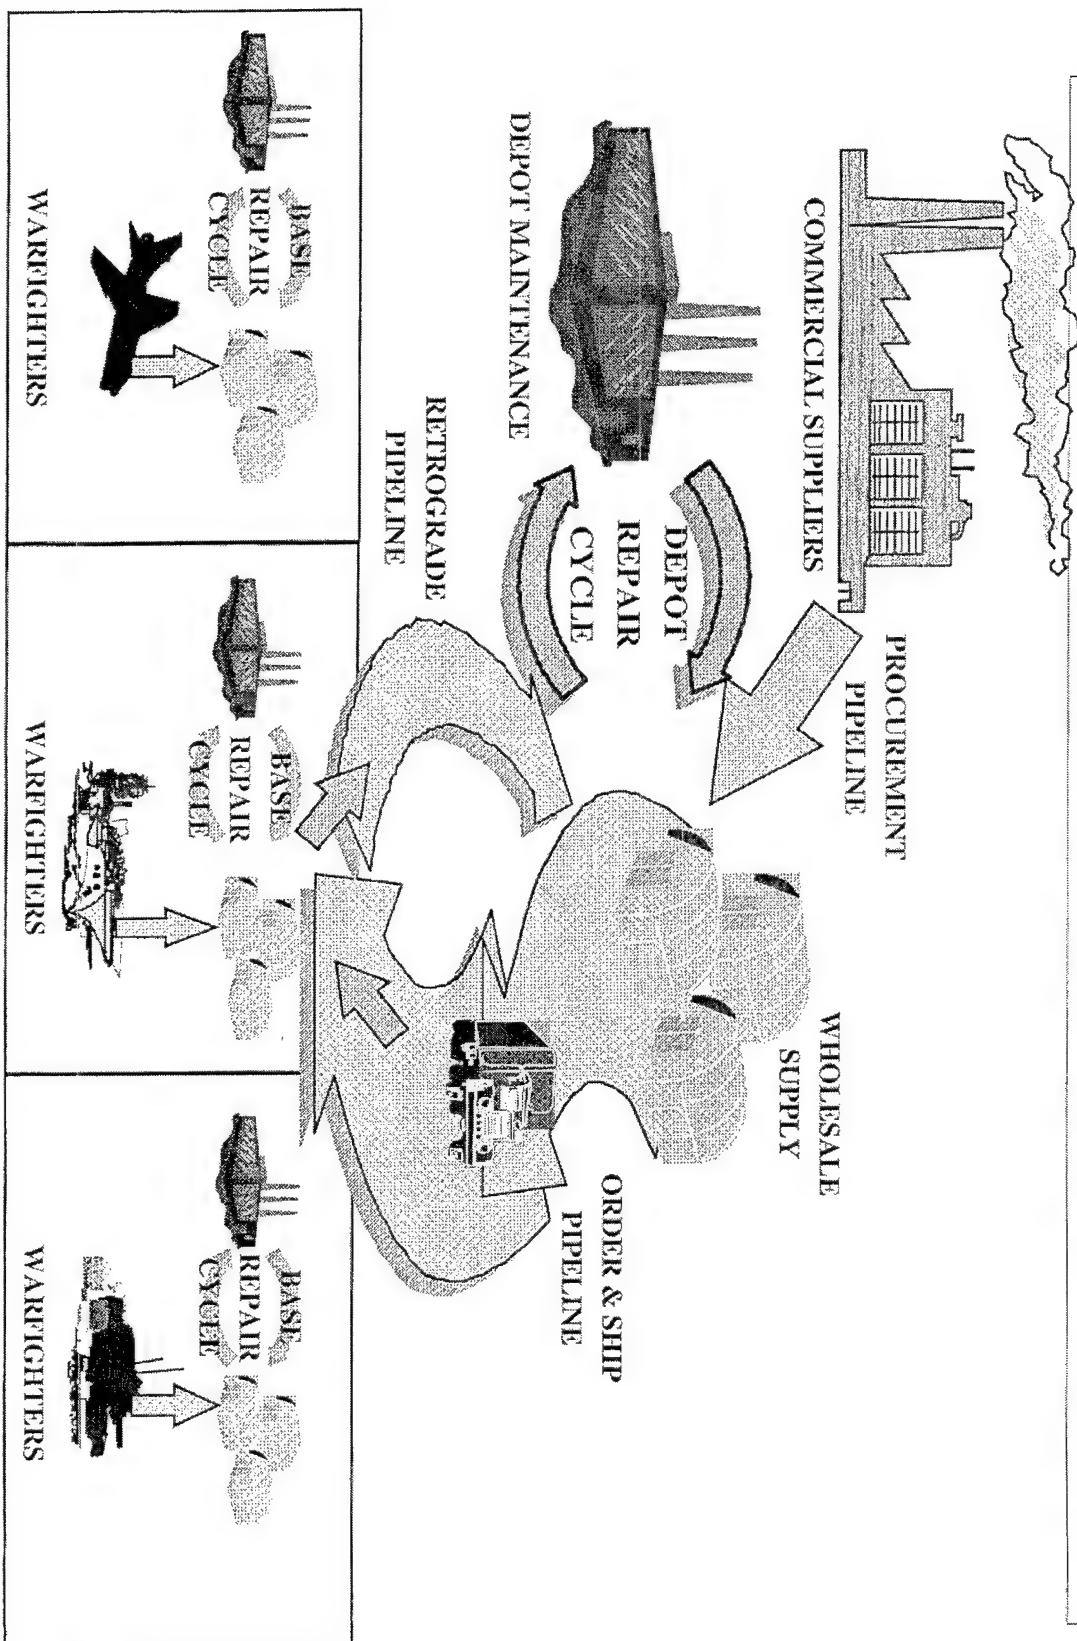 COMMERCIAL SUPPLIERS
PROCUREMENT
PIPELINE
WHOLESALE
SUPPLY
DEPOT MAINTENANCE
DEPOT
REPAIR
CYCLE
ORDER & SHIP
PIPELINE
RETROGRADE
PIPELINE
BASE
REPAIR
CYCLE
WARFIGHTERS
BASE
REPAIR
CYCLE
WARFIGHTERS
BASE
REPAIR
CYCLE
WARFIGHTERS